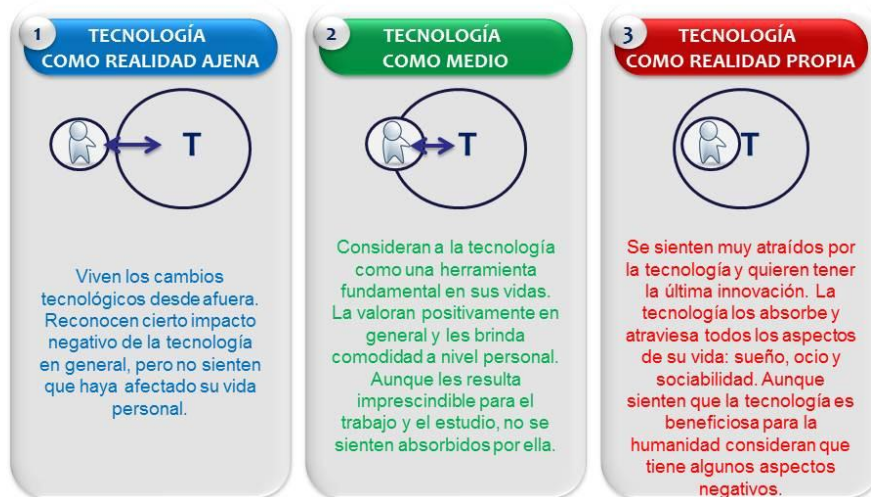 1
TECNOLOGÍA
COMO REALIDAD AJENA
T
Viven los cambios
tecnológicos desde afuera.
Reconocen cierto impacto
negativo de la tecnología
en general, pero no sienten
que haya afectado su vida
personal.
2
TECNOLOGÍA
COMO MEDIO
T
Consideran a la tecnología
como una herramienta
fundamental en sus vidas.
La valoran positivamente en
general y les brinda
comodidad a nivel personal.
Aunque les resulta
imprescindible para el
trabajo y el estudio, no se
sienten absorbidos por ella.
3
TECNOLOGÍA
COMO REALIDAD PROPIA
T
Se sienten muy atraídos por
la tecnología y quieren tener
la última innovación. La
tecnología los absorbe y
atraviesa todos los aspectos
de su vida: sueño, ocio y
sociabilidad. Aunque
sienten que la tecnología es
beneficiosa para la
humanidad consideran que
tiene algunos aspectos
negativos.